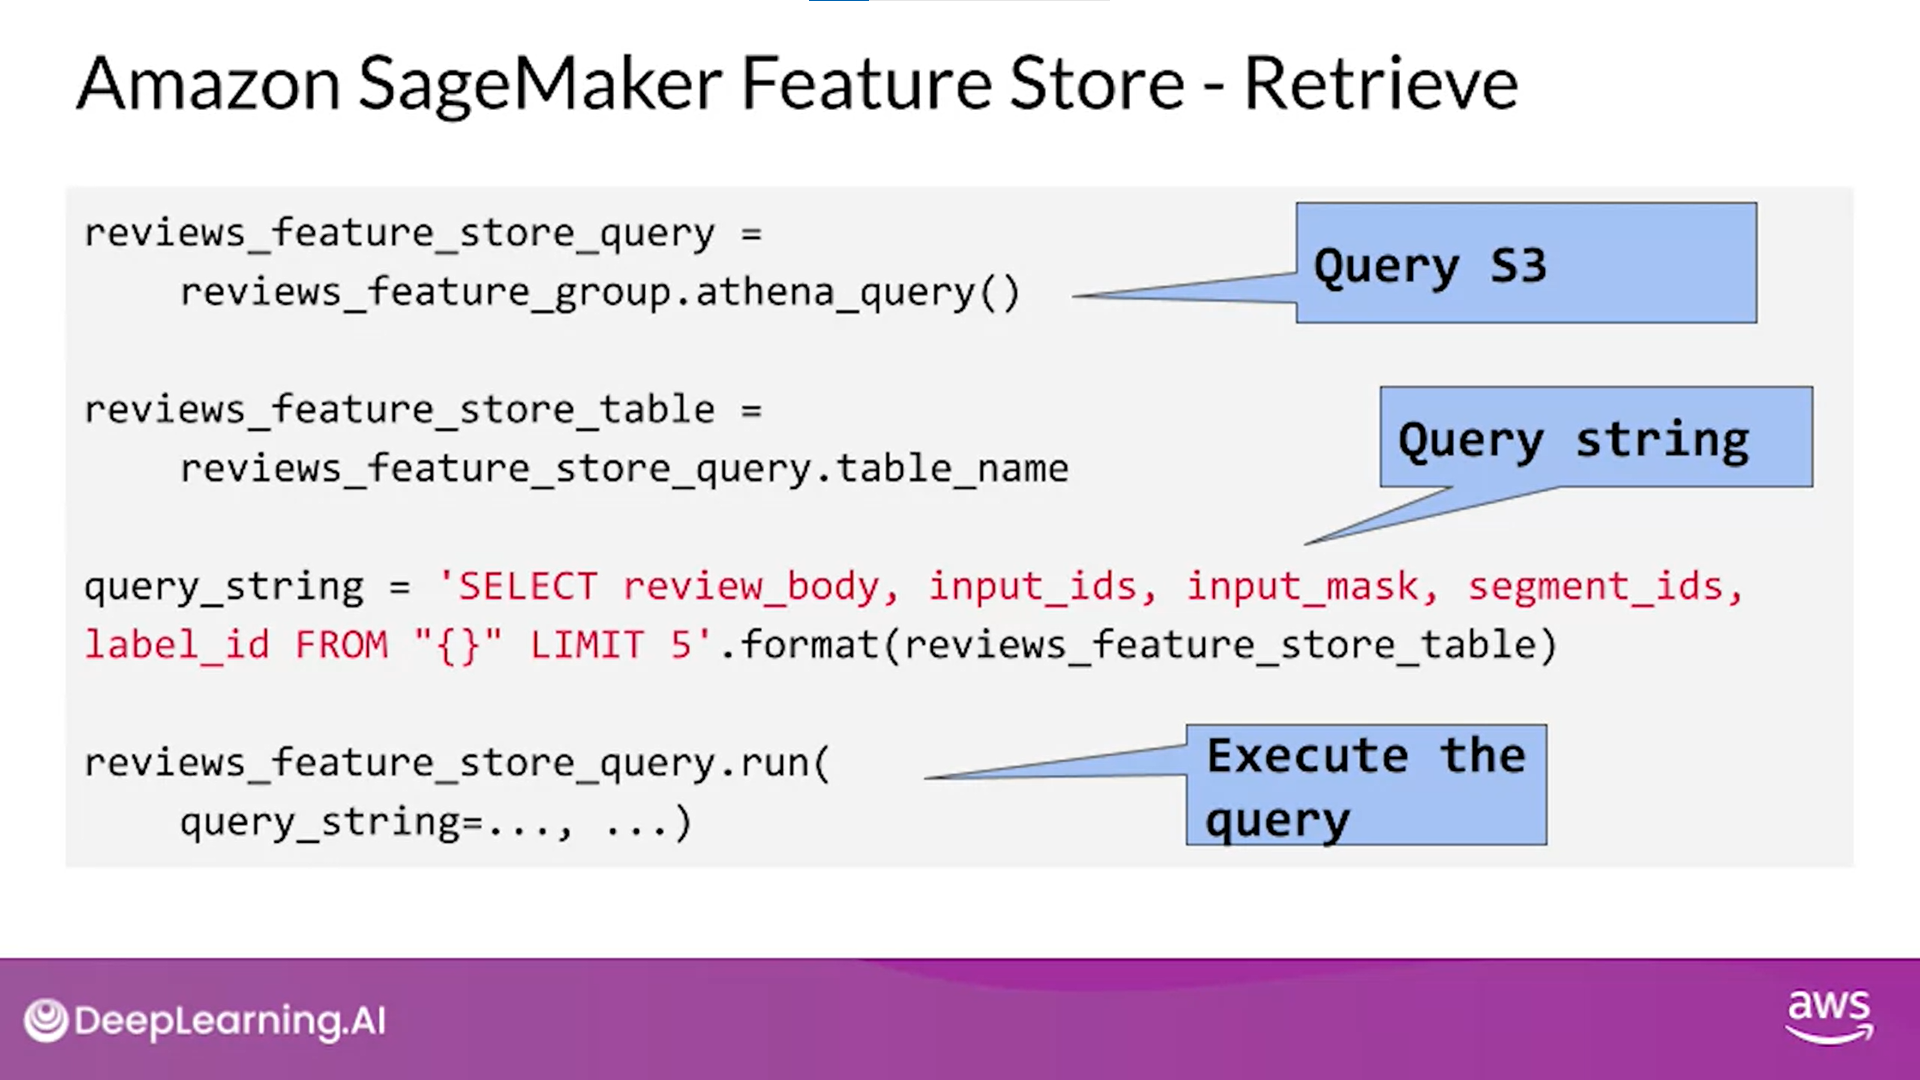 Amazon SageMaker Feature Store - Retrieve
reviews_feature_store_query =
reviews_feature_group.athena_query()
Query S3
reviews_feature_store_table =
reviews_feature_store_query.table_name
Query string
query_string = 'SELECT review_body, input_ids, input_mask, segment_ids,
label_id FROM "{}" LIMIT 5'.format(reviews_feature_store_table)
reviews_feature_store_query.run(
query_string=..., ...)
Execute the
query
DeepLearning.AI
aws